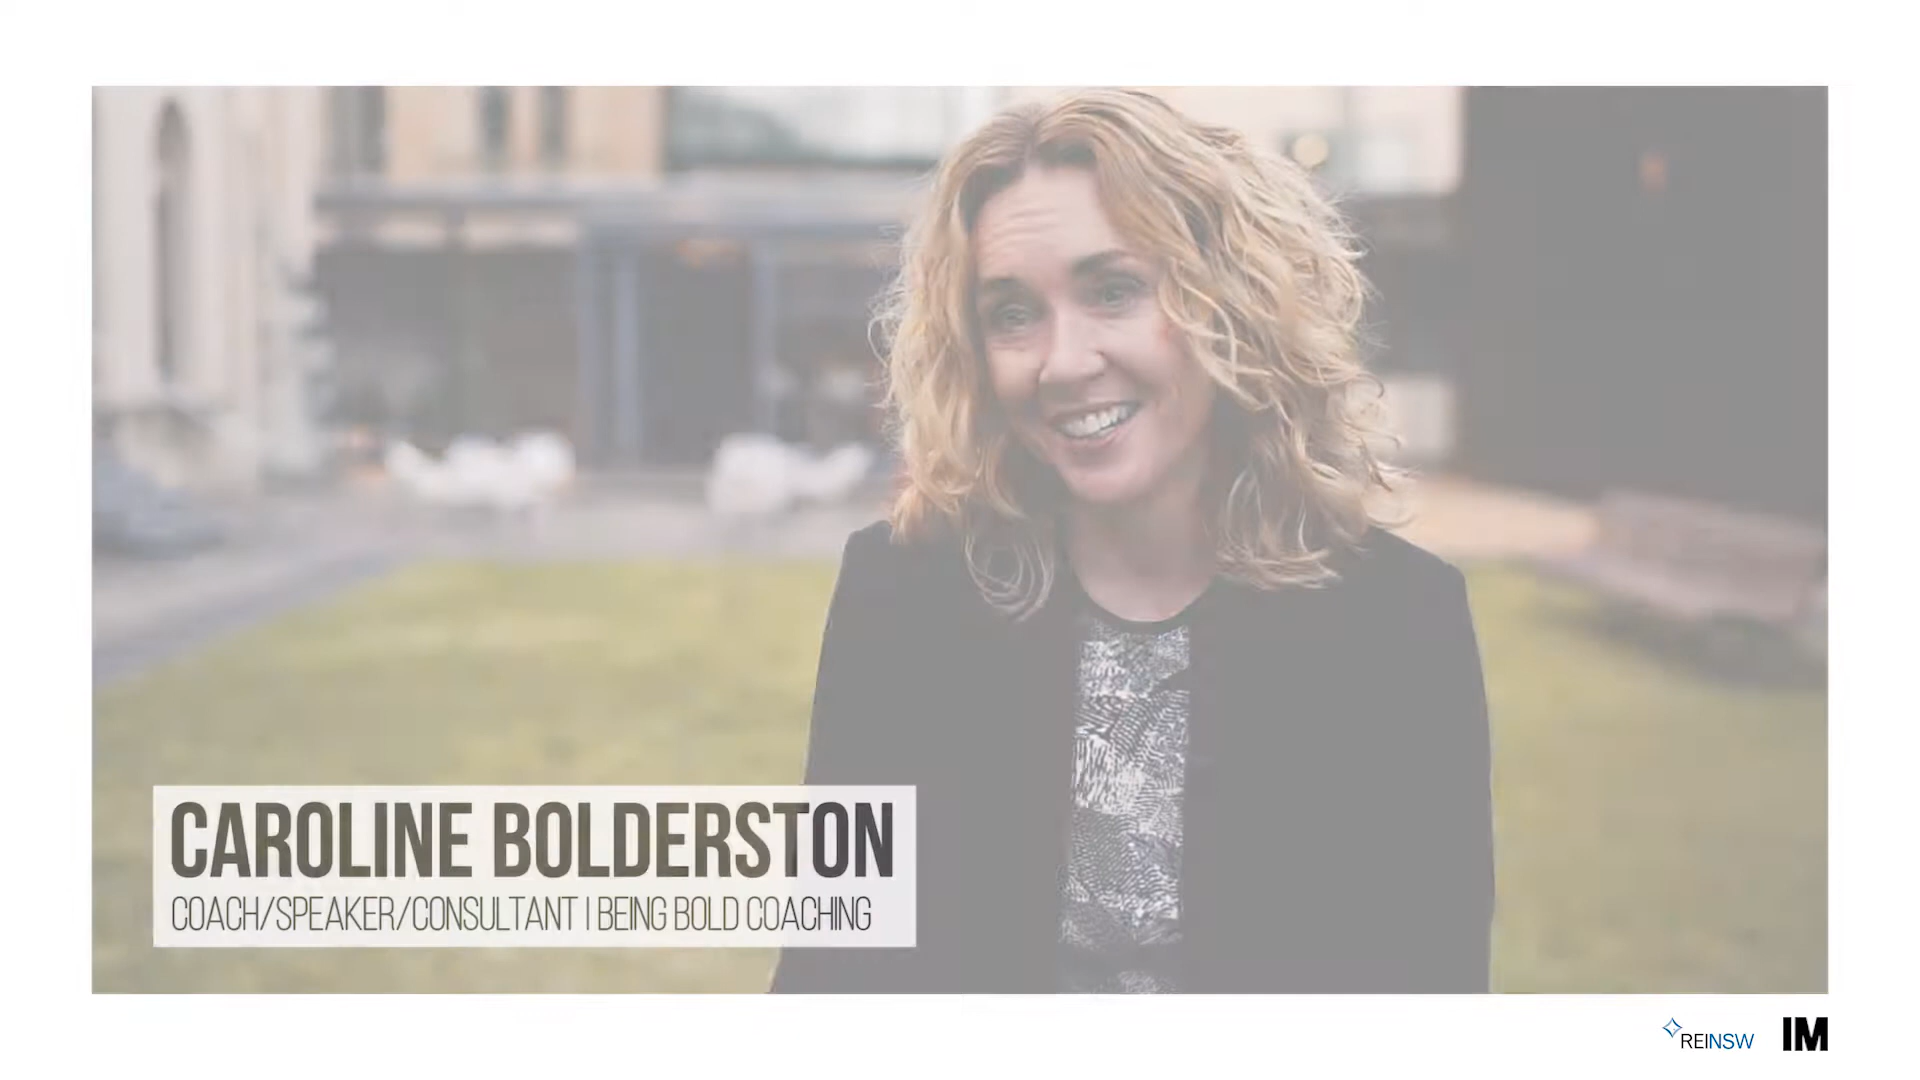 CAROLINE BOLDERSTON
COACH/SPEAKER/CONSULTANT | BEING BOLD COACHING
REINSW
IM